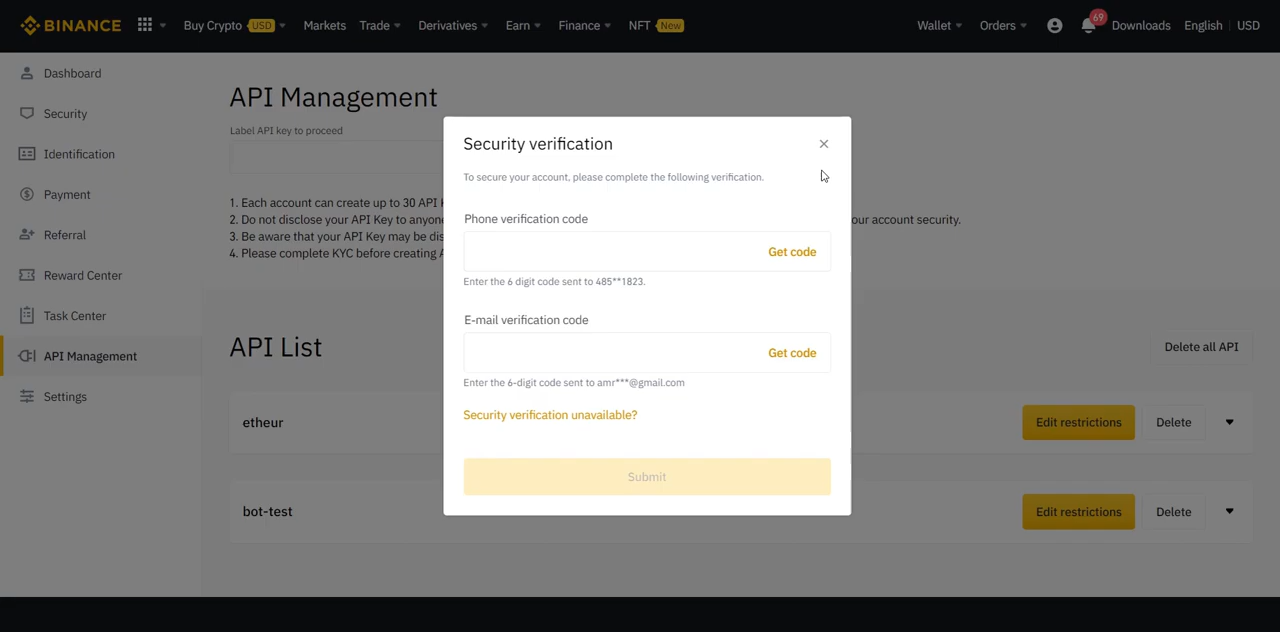 BINANCE Buy Crypto USD Markets Trade Derivatives Earn Finance NFT New Wallet Orders 69 Downloads English USD
Dashboard
Security
Identification
Payment
Referral
Reward Center
Task Center
API Management
Settings
API Management
Label API key to proceed
1. Each account can create up to 30 API
2. Do not disclose your API Key to anyone our account security.
3. Be aware that your API Key may be dis
4. Please complete KYC before creating
API List
Delete all API
etheur
Edit restrictions Delete
bot-test
Edit restrictions Delete
Security verification
To secure your account, please complete the following verification.
Phone verification code
Get code
Enter the 6 digit code sent to 485**1823.
E-mail verification code
Get code
Enter the 6-digit code sent to amr***@gmail.com
Security verification unavailable?
Submit